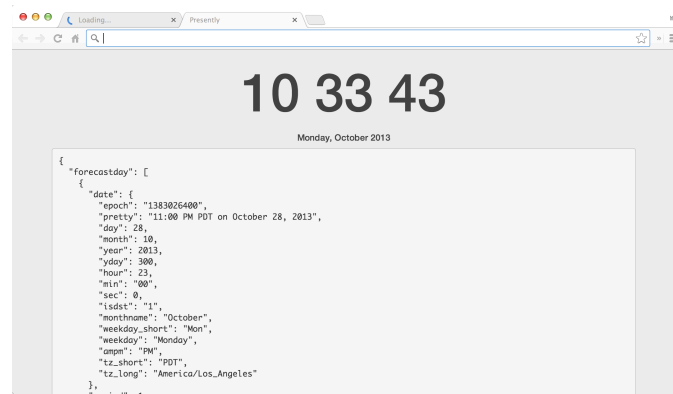 Loading...
Presently
10 33 43
Monday, October 2013
{
"forecastday": [
{
"date": {
"epoch": "1383026400",
"pretty": "11:00 PM PDT on October 28, 2013",
"day": 28,
"month": 10,
"year": 2013,
"yday": 300,
"hour": 23,
"min": "00",
"sec": 0,
"isdst": "1",
"monthname": "October",
"weekday_short": "Mon",
"weekday": "Monday",
"ampm": "PM",
"tz_short": "PDT",
"tz_long": "America/Los_Angeles"
},